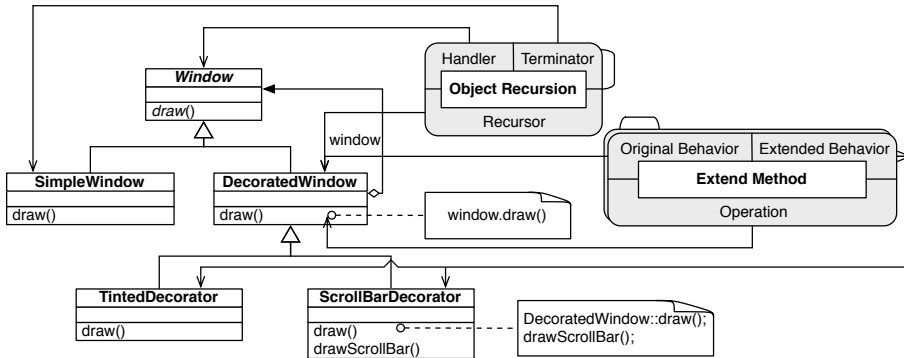 Handler
Terminator
Object Recursion
Recursor
Window
draw()
window
Original Behavior
Extended Behavior
Extend Method
Operation
SimpleWindow
draw()
DecoratedWindow
draw()
window.draw()
TintedDecorator
draw()
ScrollBarDecorator
draw()
drawScrollBar()
DecoratedWindow::draw();
drawScrollBar();